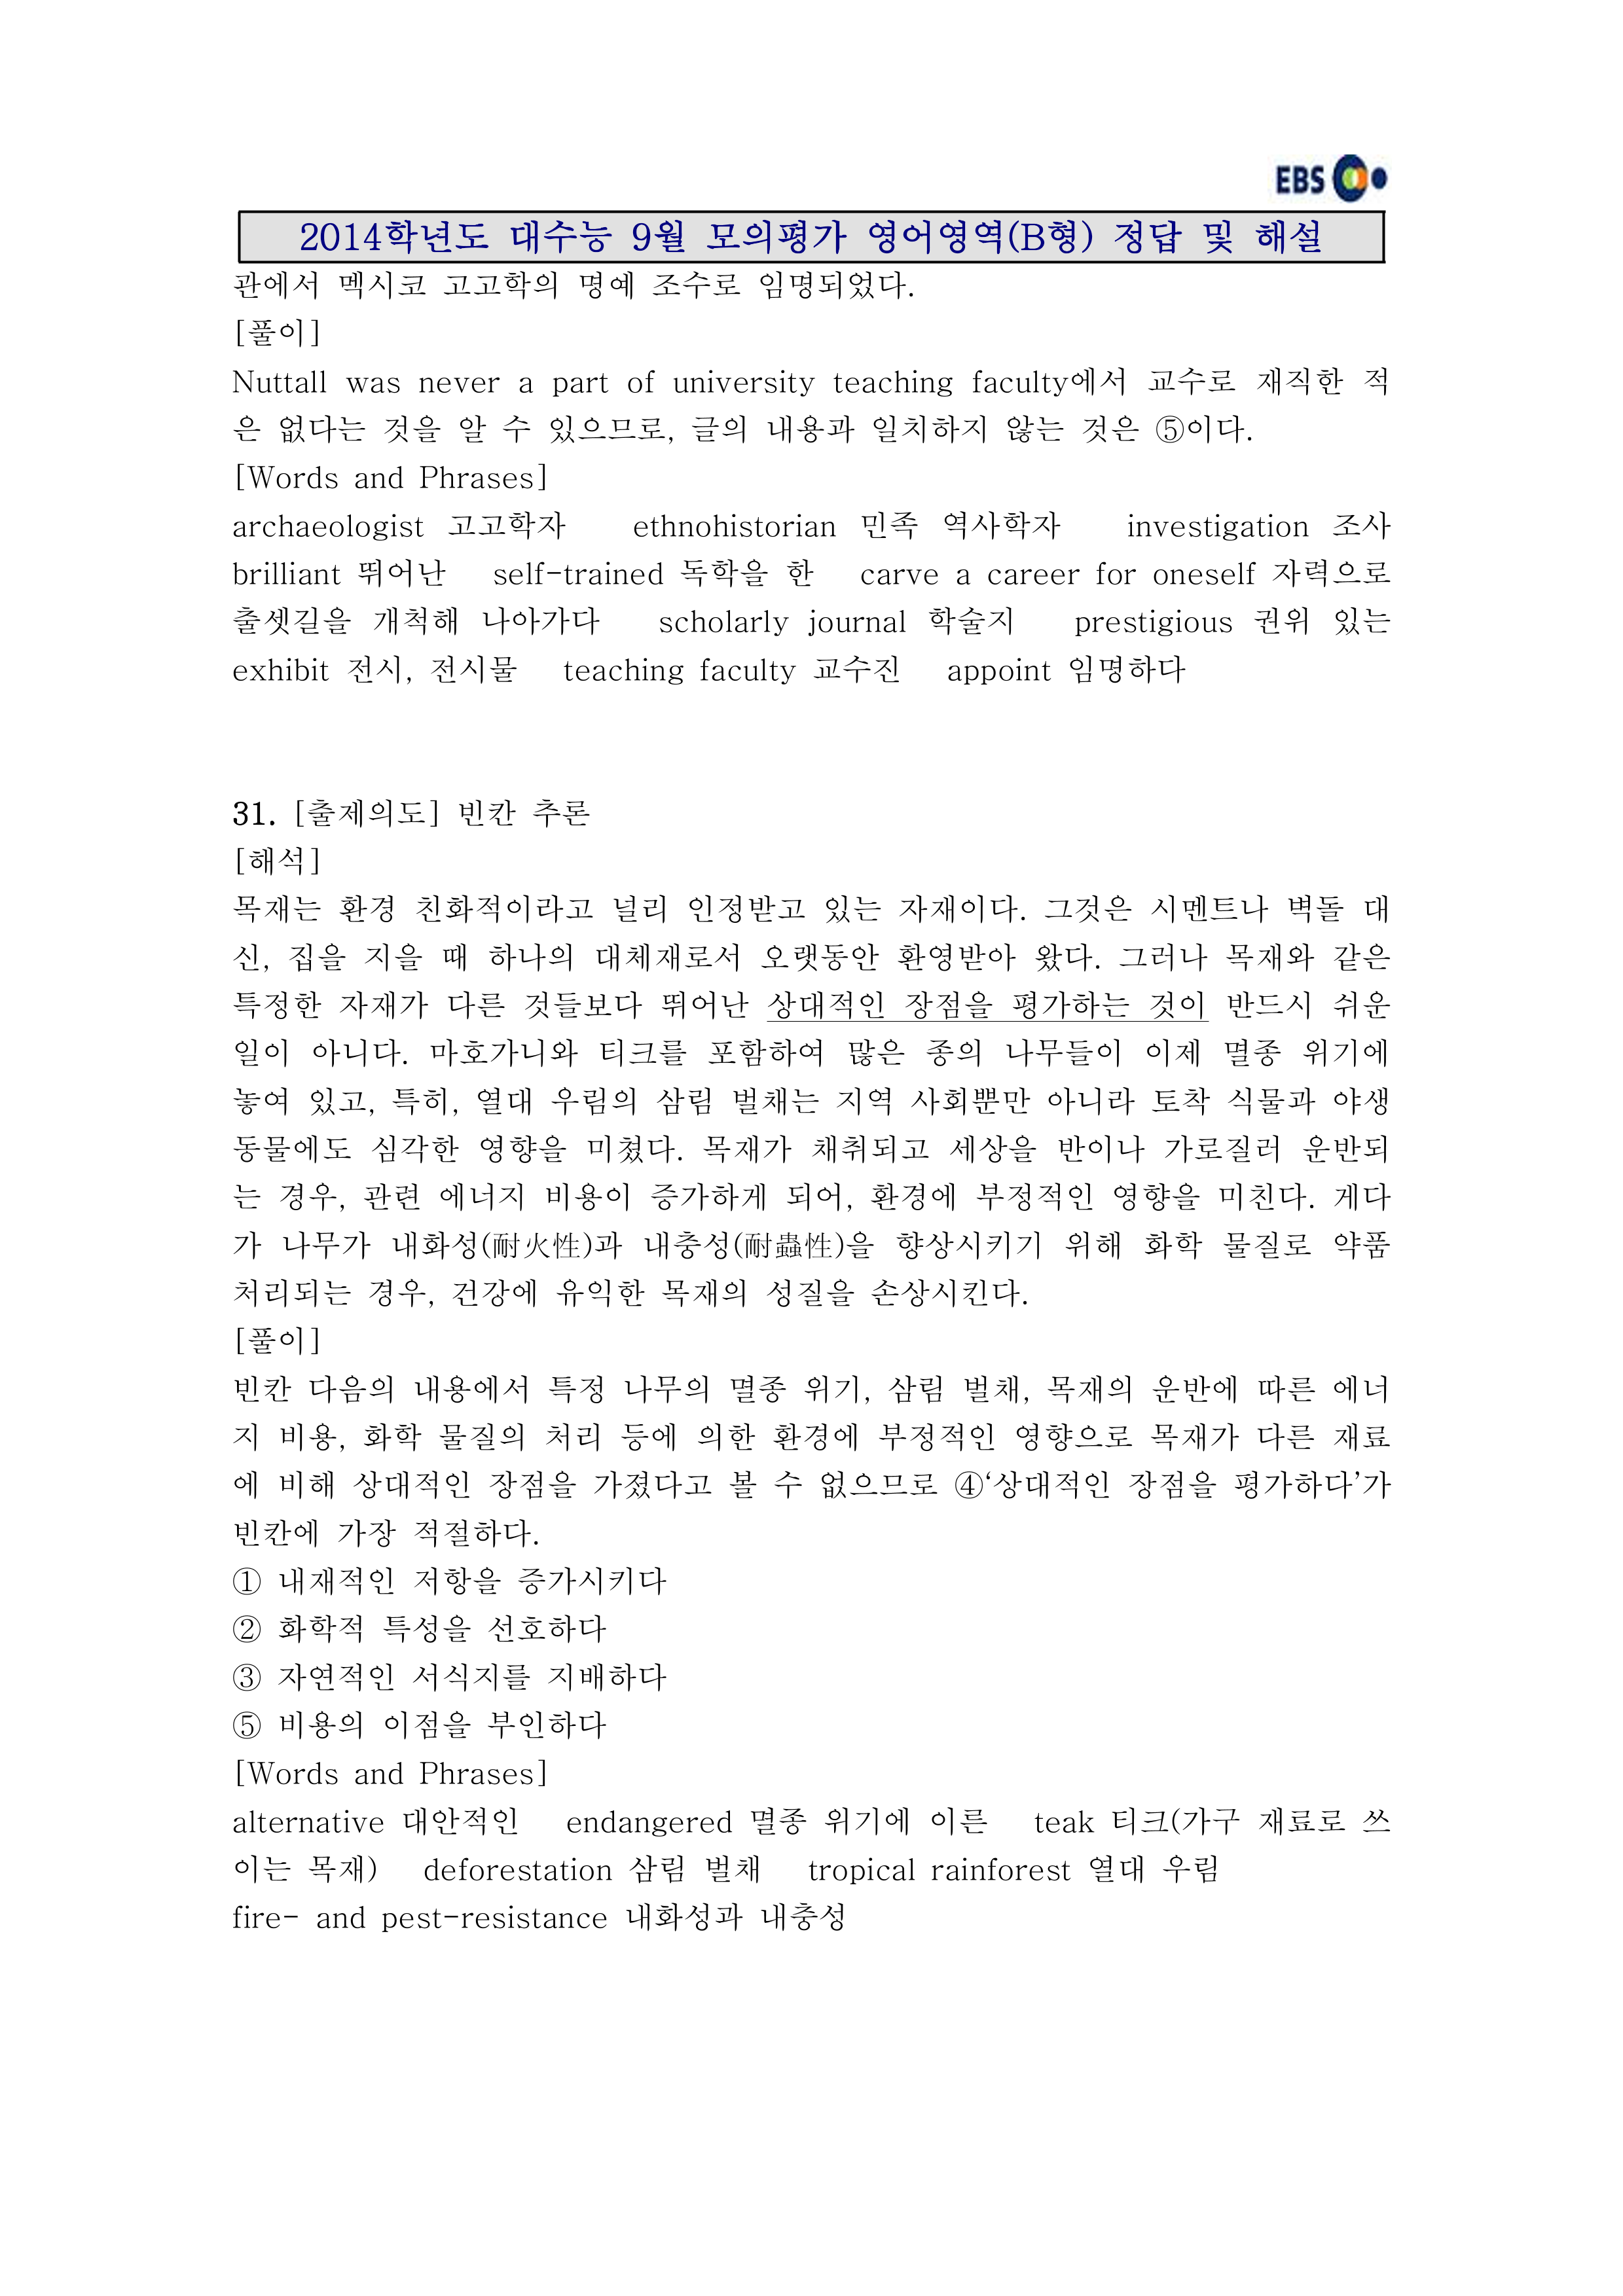 EBS
2014학년도 대수능 9월 모의평가 영어영역(B형) 정답 및 해설
관에서 멕시코 고고학의 명예 조수로 임명되었다.
[풀이]
Nuttall was never a part of university teaching faculty에서 교수로 재직한 적
은 없다는 것을 알 수 있으므로, 글의 내용과 일치하지 않는 것은 ⑤이다.
[Words and Phrases]
archaeologist 고고학자 ethnohistorian 민족 역사학자 investigation 조사
brilliant 뛰어난 self-trained 독학을 한 carve a career for oneself 자력으로
출셋길을 개척해 나아가다 scholarly journal 학술지 prestigious 권위 있는
exhibit 전시, 전시물 teaching faculty 교수진 appoint 임명하다
31. [출제의도] 빈칸 추론
[해석]
목재는 환경 친화적이라고 널리 인정받고 있는 자재이다. 그것은 시멘트나 벽돌 대
신, 집을 지을 때 하나의 대체재로서 오랫동안 환영받아 왔다. 그러나 목재와 같은
특정한 자재가 다른 것들보다 뛰어난 상대적인 장점을 평가하는 것이 반드시 쉬운
일이 아니다. 마호가니와 티크를 포함하여 많은 종의 나무들이 이제 멸종 위기에
놓여 있고, 특히, 열대 우림의 삼림 벌채는 지역 사회뿐만 아니라 토착 식물과 야생
동물에도 심각한 영향을 미쳤다. 목재가 채취되고 세상을 반이나 가로질러 운반되
는 경우, 관련 에너지 비용이 증가하게 되어, 환경에 부정적인 영향을 미친다. 게다
가 나무가 내화성(耐火性)과 내충성(耐蟲性)을 향상시키기 위해 화학 물질로 약품
처리되는 경우, 건강에 유익한 목재의 성질을 손상시킨다.
[풀이]
빈칸 다음의 내용에서 특정 나무의 멸종 위기, 삼림 벌채, 목재의 운반에 따른 에너
지 비용, 화학 물질의 처리 등에 의한 환경에 부정적인 영향으로 목재가 다른 재료
에 비해 상대적인 장점을 가졌다고 볼 수 없으므로 ④‘상대적인 장점을 평가하다’가
빈칸에 가장 적절하다.
① 내재적인 저항을 증가시키다
② 화학적 특성을 선호하다
③ 자연적인 서식지를 지배하다
⑤ 비용의 이점을 부인하다
[Words and Phrases]
alternative 대안적인 endangered 멸종 위기에 이른 teak 티크(가구 재료로 쓰
이는 목재) deforestation 삼림 벌채 tropical rainforest 열대 우림
fire- and pest-resistance 내화성과 내충성